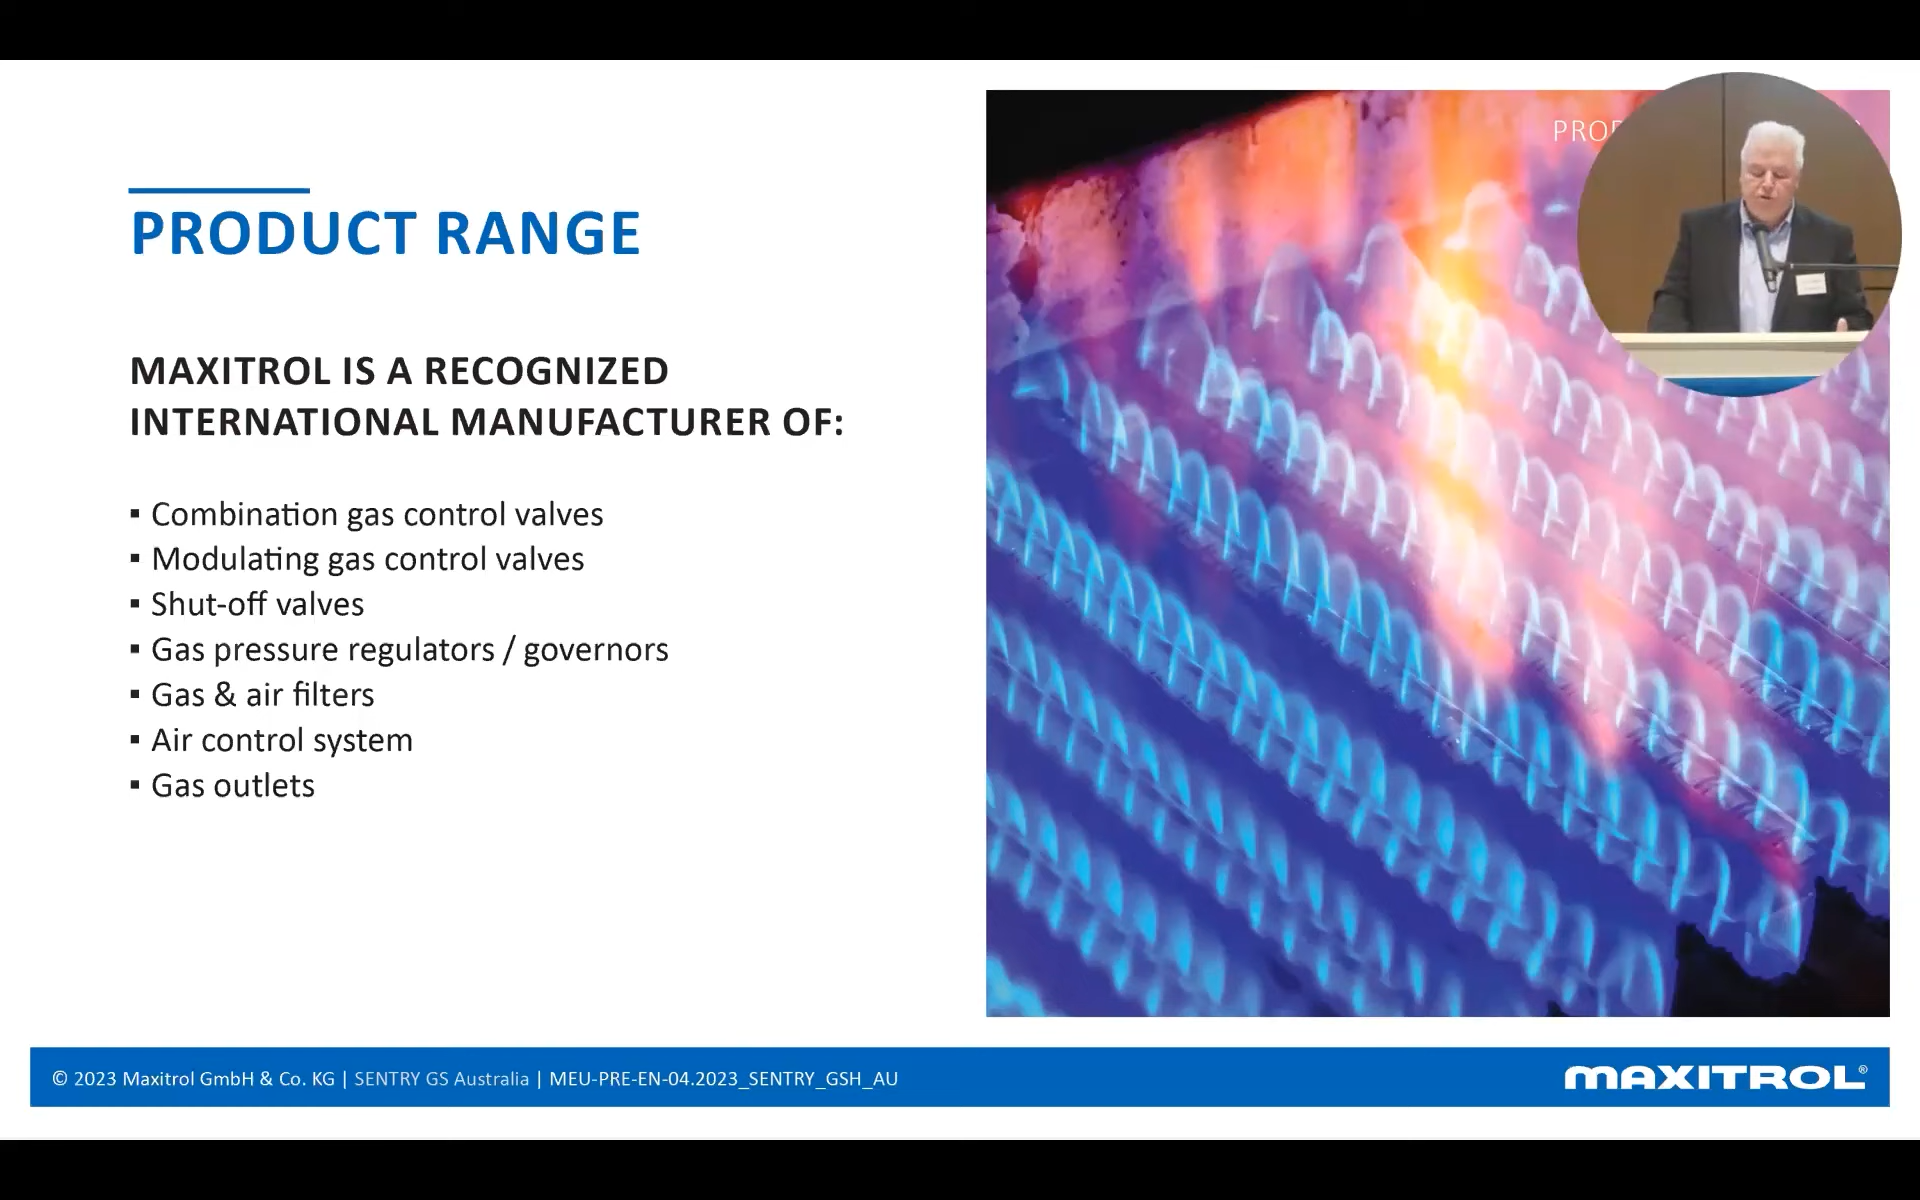 PRODUCT RANGE
MAXITROL IS A RECOGNIZED
INTERNATIONAL MANUFACTURER OF:
▪ Combination gas control valves
▪ Modulating gas control valves
▪ Shut-off valves
▪ Gas pressure regulators / governors
▪ Gas & air filters
▪ Air control system
▪ Gas outlets
© 2023 Maxitrol GmbH & Co. KG | SENTRY GS Australia | MEU-PRE-EN-04.2023_SENTRY_GSH_AU
MAXITROL®